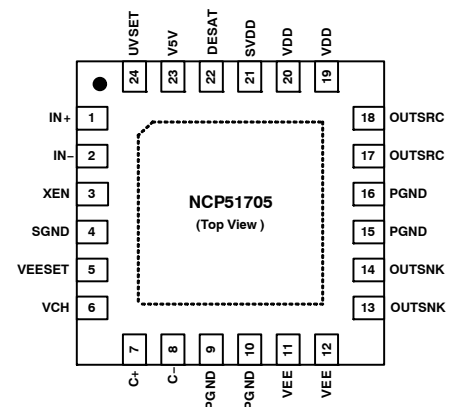 UVSET V5V DESAT SVDD VDD VDD
24 23 22 21 20 19
IN+ 1 18 OUTSRC
IN− 2 17 OUTSRC
XEN 3 16 PGND
SGND 4 15 PGND
VEESET 5 14 OUTSNK
VCH 6 13 OUTSNK
NCP51705
(Top View )
7 8 9 10 11 12
C+ C− PGND PGND VEE VEE